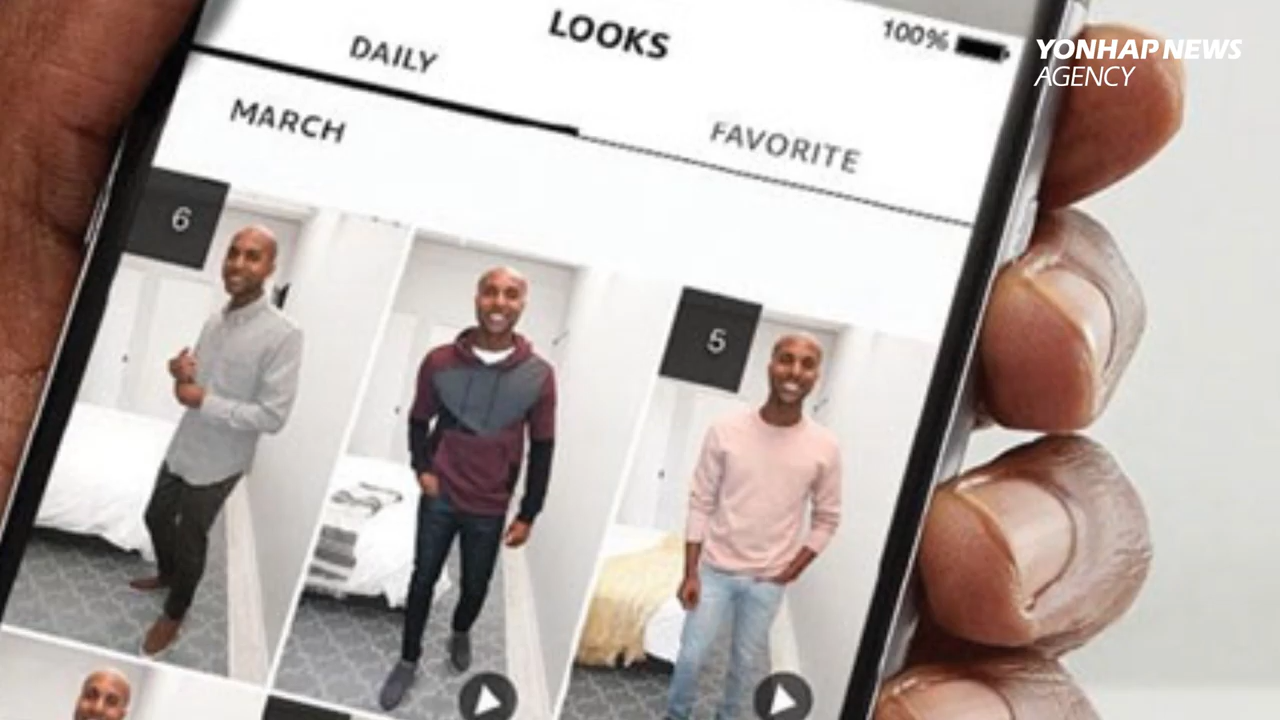 LOOKS
100%
DAILY
FAVORITE
MARCH
6
5
YONHAP NEWS
AGENCY